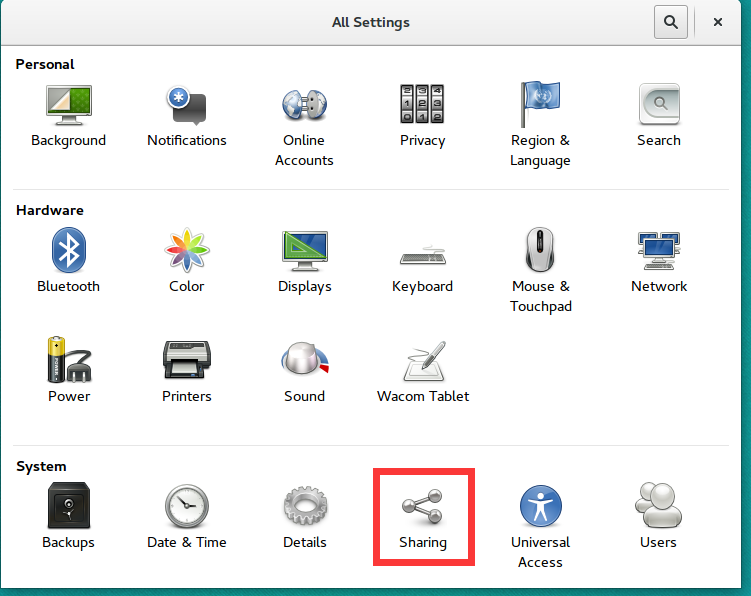 All Settings
Personal
Background
Notifications
Online
Accounts
Privacy
Region &
Language
Search
Hardware
Bluetooth
Color
Displays
Keyboard
Mouse &
Touchpad
Network
Power
Printers
Sound
Wacom Tablet
System
Backups
Date & Time
Details
Sharing
Universal
Access
Users